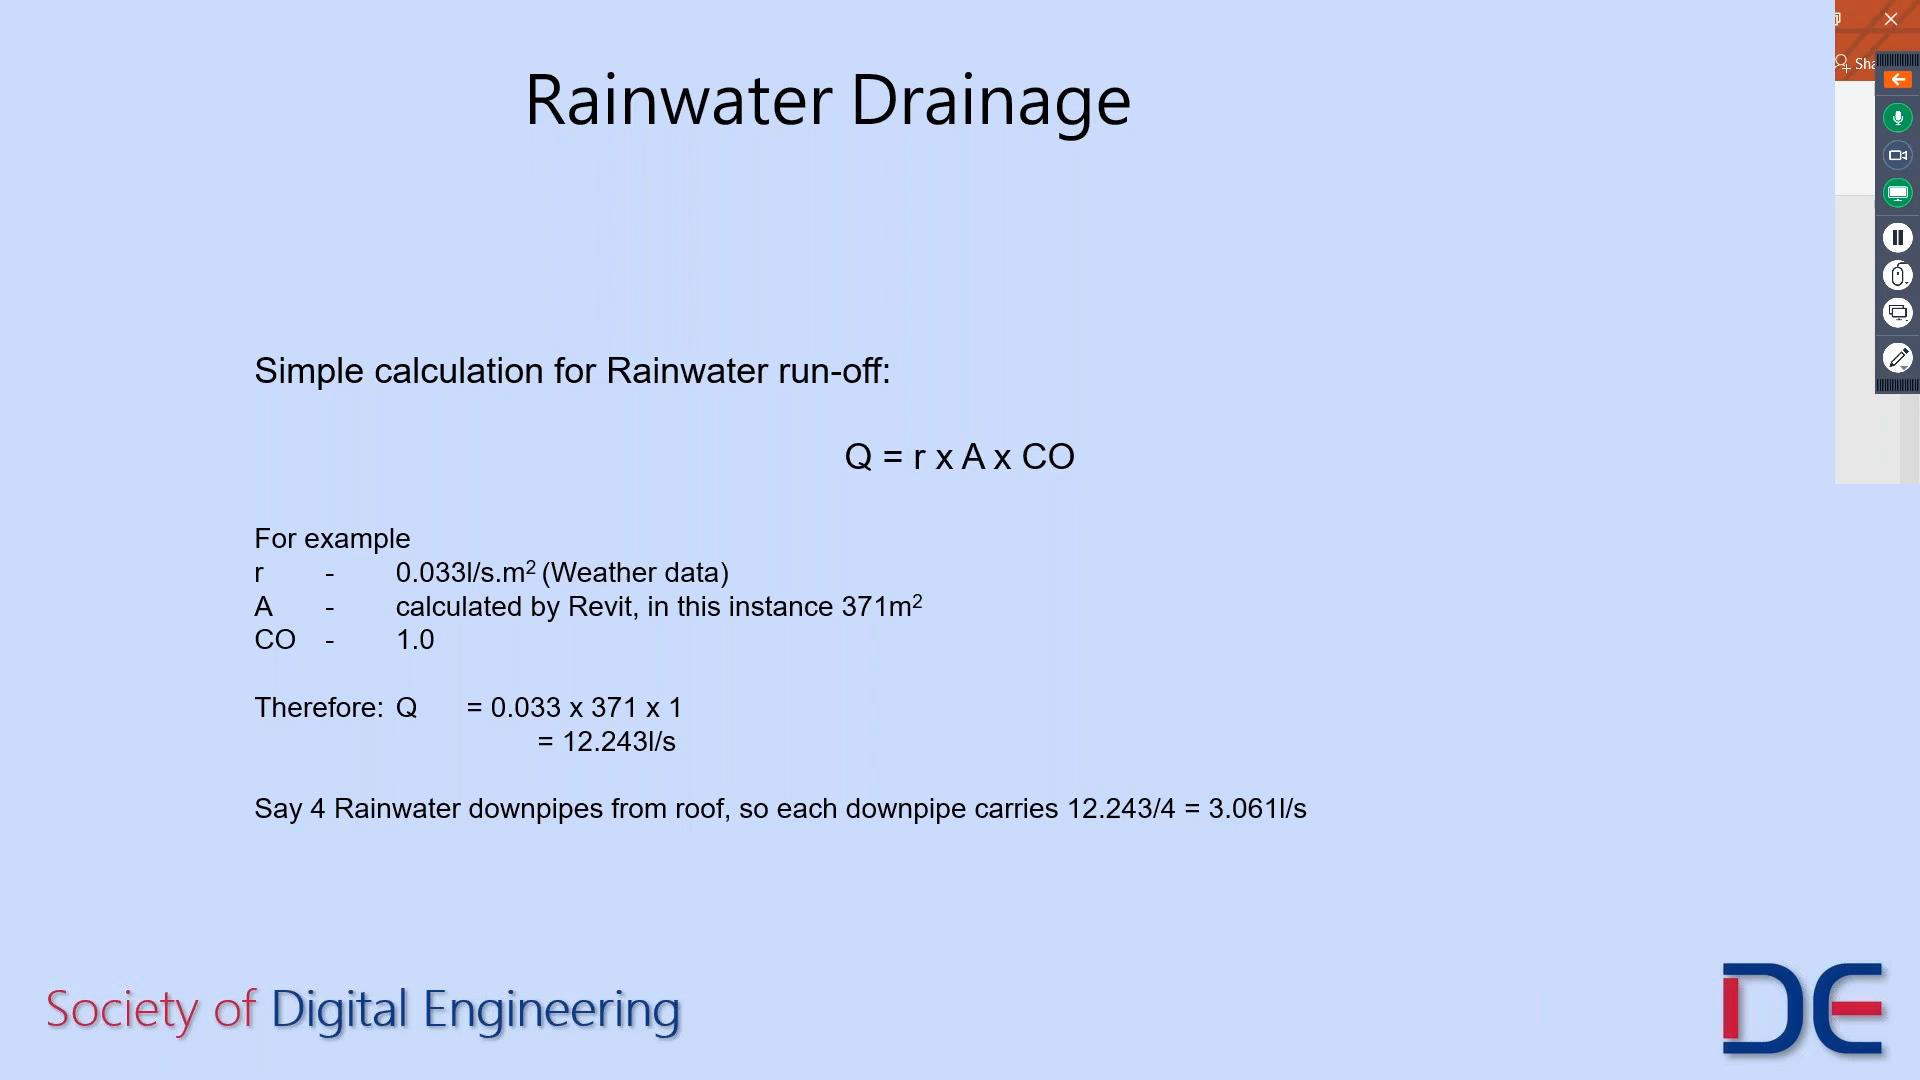 Rainwater Drainage
Sha
Simple calculation for Rainwater run-off:
Q = r x A x CO
For example
r - 0.033l/s.m² (Weather data)
A - calculated by Revit, in this instance 371m²
CO - 1.0
Therefore: Q = 0.033 x 371 x 1
= 12.243l/s
Say 4 Rainwater downpipes from roof, so each downpipe carries 12.243/4 = 3.061l/s
Society of Digital Engineering
DE